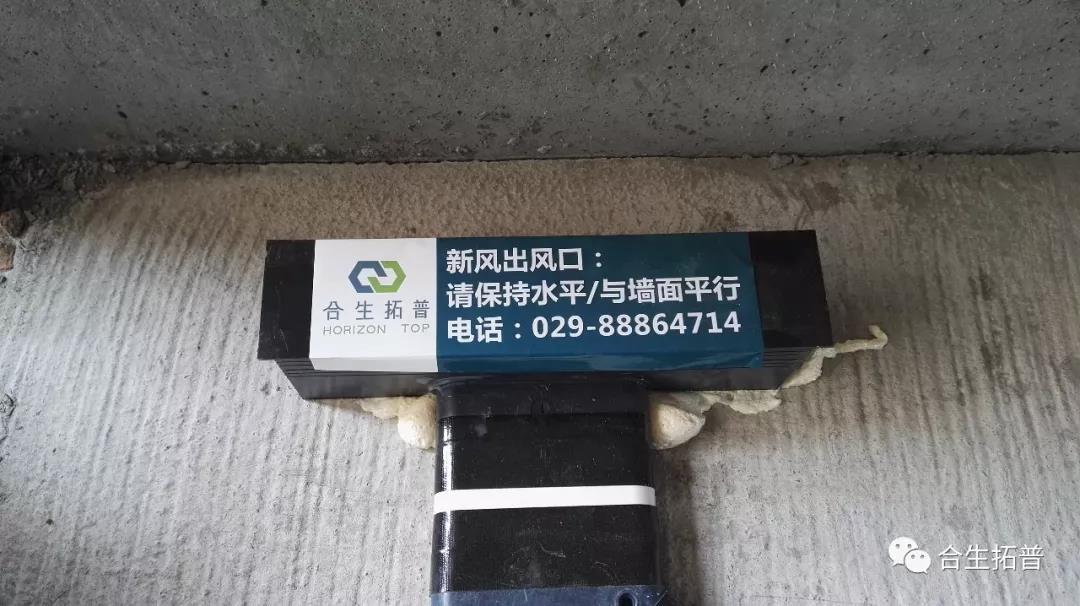 合生拓普
HORIZON TOP
新风出风口：
请保持水平/与墙面平行
电话：029-88864714
合生拓普